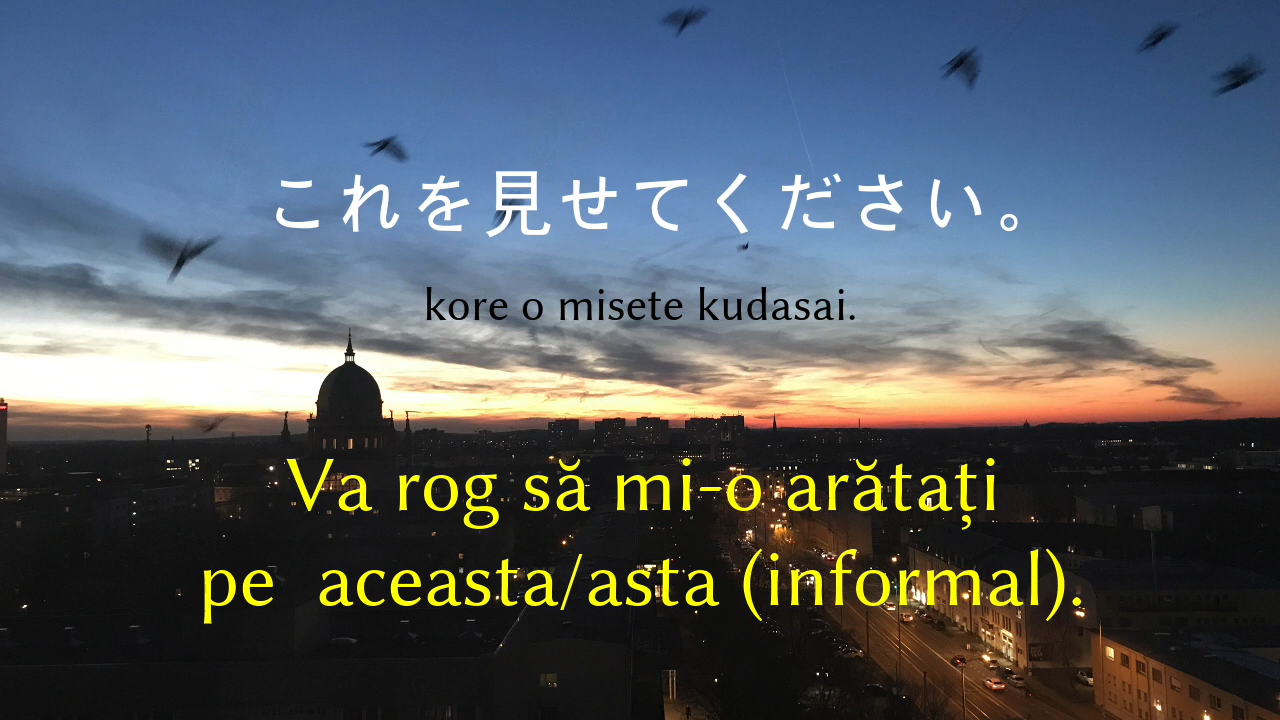 これを見せてください。
kore o misete kudasai.
Va rog să mi-o arătați
pe aceasta/asta (informal).